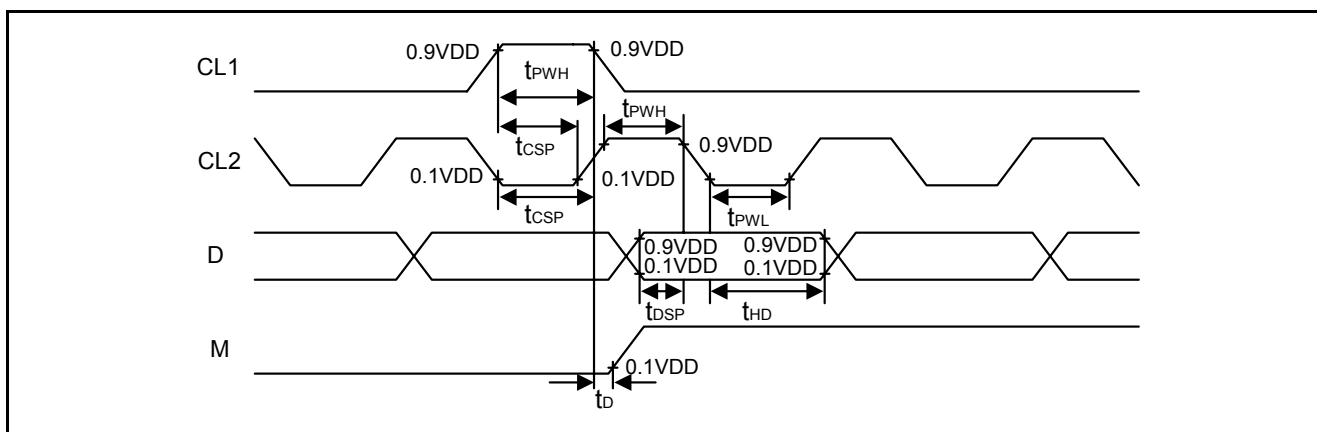 0.9VDD 0.9VDD
CL1
tPWH
tPWH
tCSP
CL2 0.9VDD
0.1VDD 0.1VDD
tCSP tPWL
D 0.9VDD 0.9VDD
0.1VDD 0.1VDD
tDSP tHD
M
0.1VDD
tD